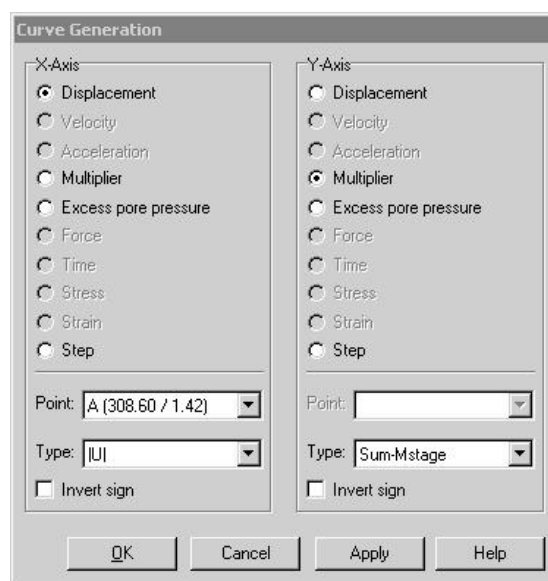 Curve Generation
X-Axis
Displacement
Velocity
Acceleration
Multiplier
Excess pore pressure
Force
Time
Stress
Strain
Step
Point: A (308.60 / 1.42)
Type: |U|
Invert sign
Y-Axis
Displacement
Velocity
Acceleration
Multiplier
Excess pore pressure
Force
Time
Stress
Strain
Step
Point:
Type: Sum-Mstage
Invert sign
OK Cancel Apply Help